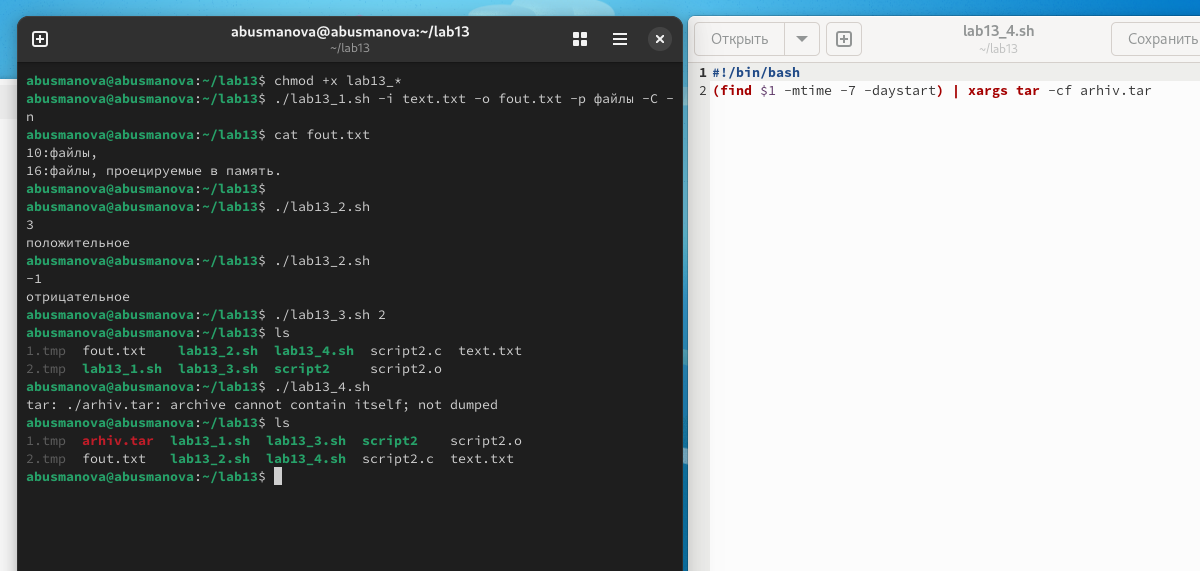 abusmanova@abusmanova:~/lab13
~/lab13
abusmanova@abusmanova:~/lab13$ chmod +x lab13_*
abusmanova@abusmanova:~/lab13$ ./lab13_1.sh -i text.txt -o fout.txt -p файлы -C -
n
abusmanova@abusmanova:~/lab13$ cat fout.txt
10:файлы,
16:файлы, проецируемые в память.
abusmanova@abusmanova:~/lab13$
abusmanova@abusmanova:~/lab13$ ./lab13_2.sh
3
положительное
abusmanova@abusmanova:~/lab13$ ./lab13_2.sh
-1
отрицательное
abusmanova@abusmanova:~/lab13$ ./lab13_3.sh 2
abusmanova@abusmanova:~/lab13$ ls
1.tmp fout.txt lab13_2.sh lab13_4.sh script2.c text.txt
2.tmp lab13_1.sh lab13_3.sh script2 script2.o
abusmanova@abusmanova:~/lab13$ ./lab13_4.sh
tar: ./arhiv.tar: archive cannot contain itself; not dumped
abusmanova@abusmanova:~/lab13$ ls
1.tmp arhiv.tar lab13_1.sh lab13_3.sh script2 script2.o
2.tmp fout.txt lab13_2.sh lab13_4.sh script2.c text.txt
abusmanova@abusmanova:~/lab13$
Открыть
lab13_4.sh
~/lab13
Сохранить
1 #!/bin/bash
2 (find $1 -mtime -7 -daystart) | xargs tar -cf arhiv.tar